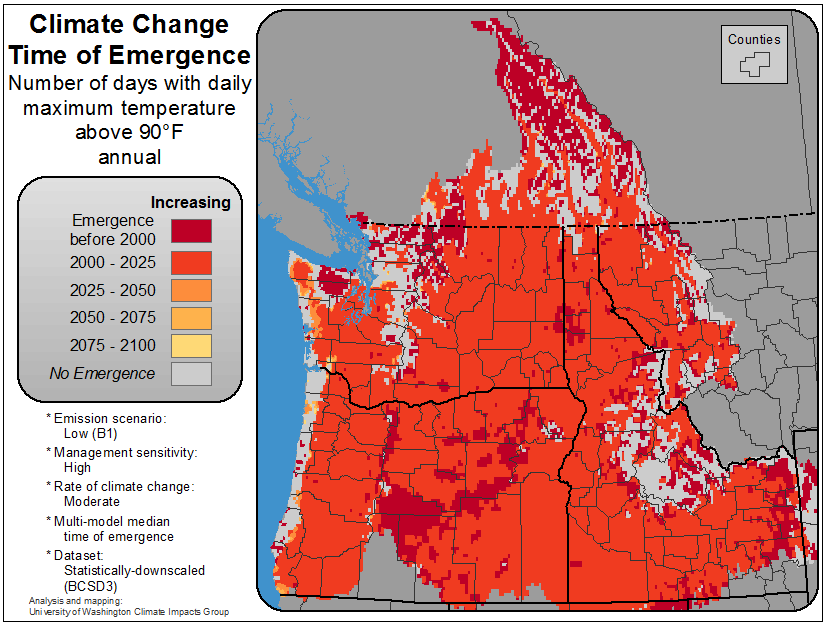 Climate Change
Time of Emergence
Number of days with daily
maximum temperature
above 90°F
annual
Increasing
Emergence
before 2000
2000 - 2025
2025 - 2050
2050 - 2075
2075 - 2100
No Emergence
* Emission scenario:
Low (B1)
* Management sensitivity:
High
* Rate of climate change:
Moderate
* Multi-model median
time of emergence
* Dataset:
Statistically-downscaled
(BCSD3)
Analysis and mapping:
University of Washington Climate Impacts Group
Counties